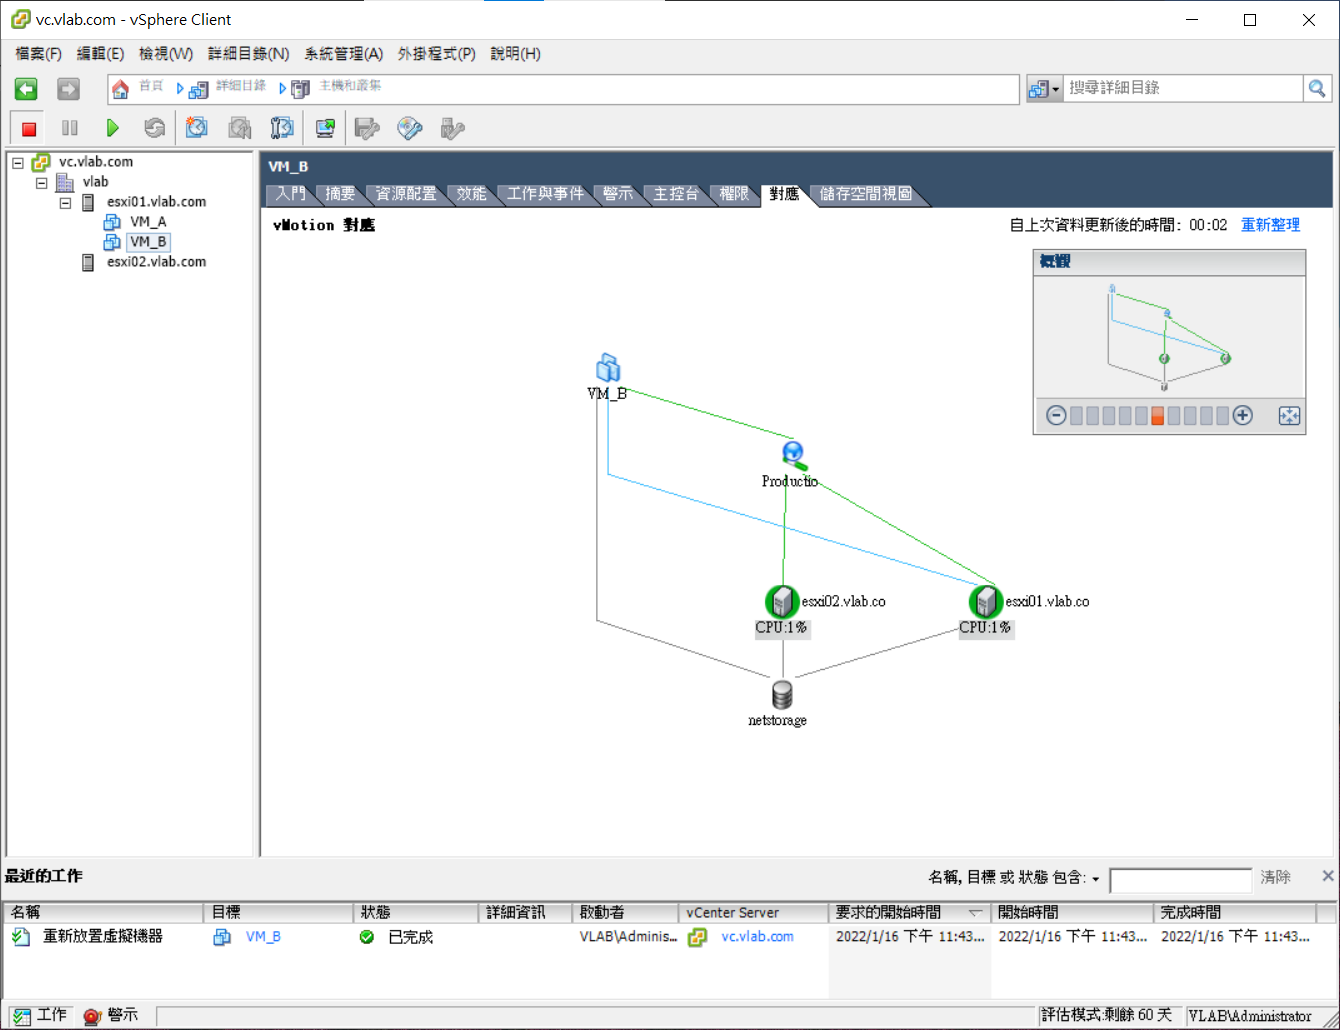 vc.vlab.com - vSphere Client
檔案(F) 編輯(E) 檢視(W) 詳細目錄(N) 系統管理(A) 外掛程式(P) 說明(H)
首頁 詳細目錄 主機和叢集 搜尋詳細目錄
vc.vlab.com
vlab
esxi01.vlab.com
VM_A
VM_B
esxi02.vlab.com
VM_B
入門 摘要 資源配置 效能 工作與事件 警示 主控台 權限 對應 儲存空間視圖
vMotion 對應
自上次資料更新後的時間: 00:02 重新整理
概觀
VM_B
Productio
esxi02.vlab.co
CPU:1%
esxi01.vlab.co
CPU:1%
netstorage
最近的工作
名稱, 目標 或 狀態 包含: 清除
名稱 目標 狀態 詳細資訊 啟動者 vCenter Server 要求的開始時間 開始時間 完成時間
重新放置虛擬機器 VM_B 已完成 VLAB\Adminis... vc.vlab.com 2022/1/16 下午 11:43... 2022/1/16 下午 11:43... 2022/1/16 下午 11:43...
工作 警示 評估模式:剩餘 60 天 VLAB\Administrator